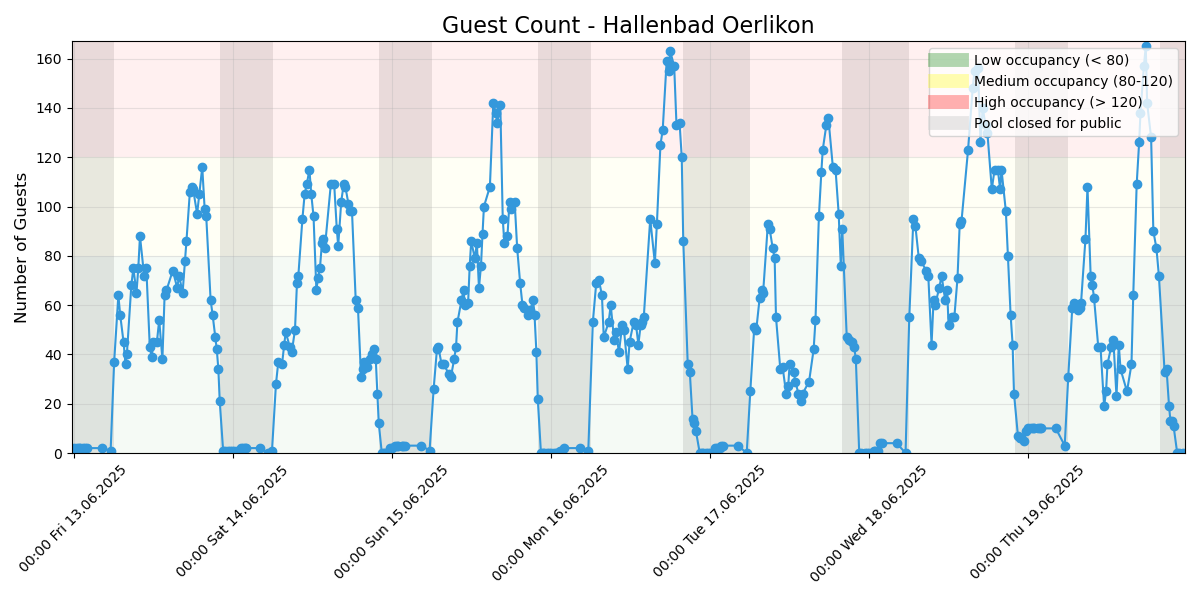 Guest Count - Hallenbad Oerlikon
Number of Guests
160
140
120
100
80
60
40
20
0
Low occupancy (< 80)
Medium occupancy (80-120)
High occupancy (> 120)
Pool closed for public
00:00 Fri 13.06.2025
00:00 Sat 14.06.2025
00:00 Sun 15.06.2025
00:00 Mon 16.06.2025
00:00 Tue 17.06.2025
00:00 Wed 18.06.2025
00:00 Thu 19.06.2025